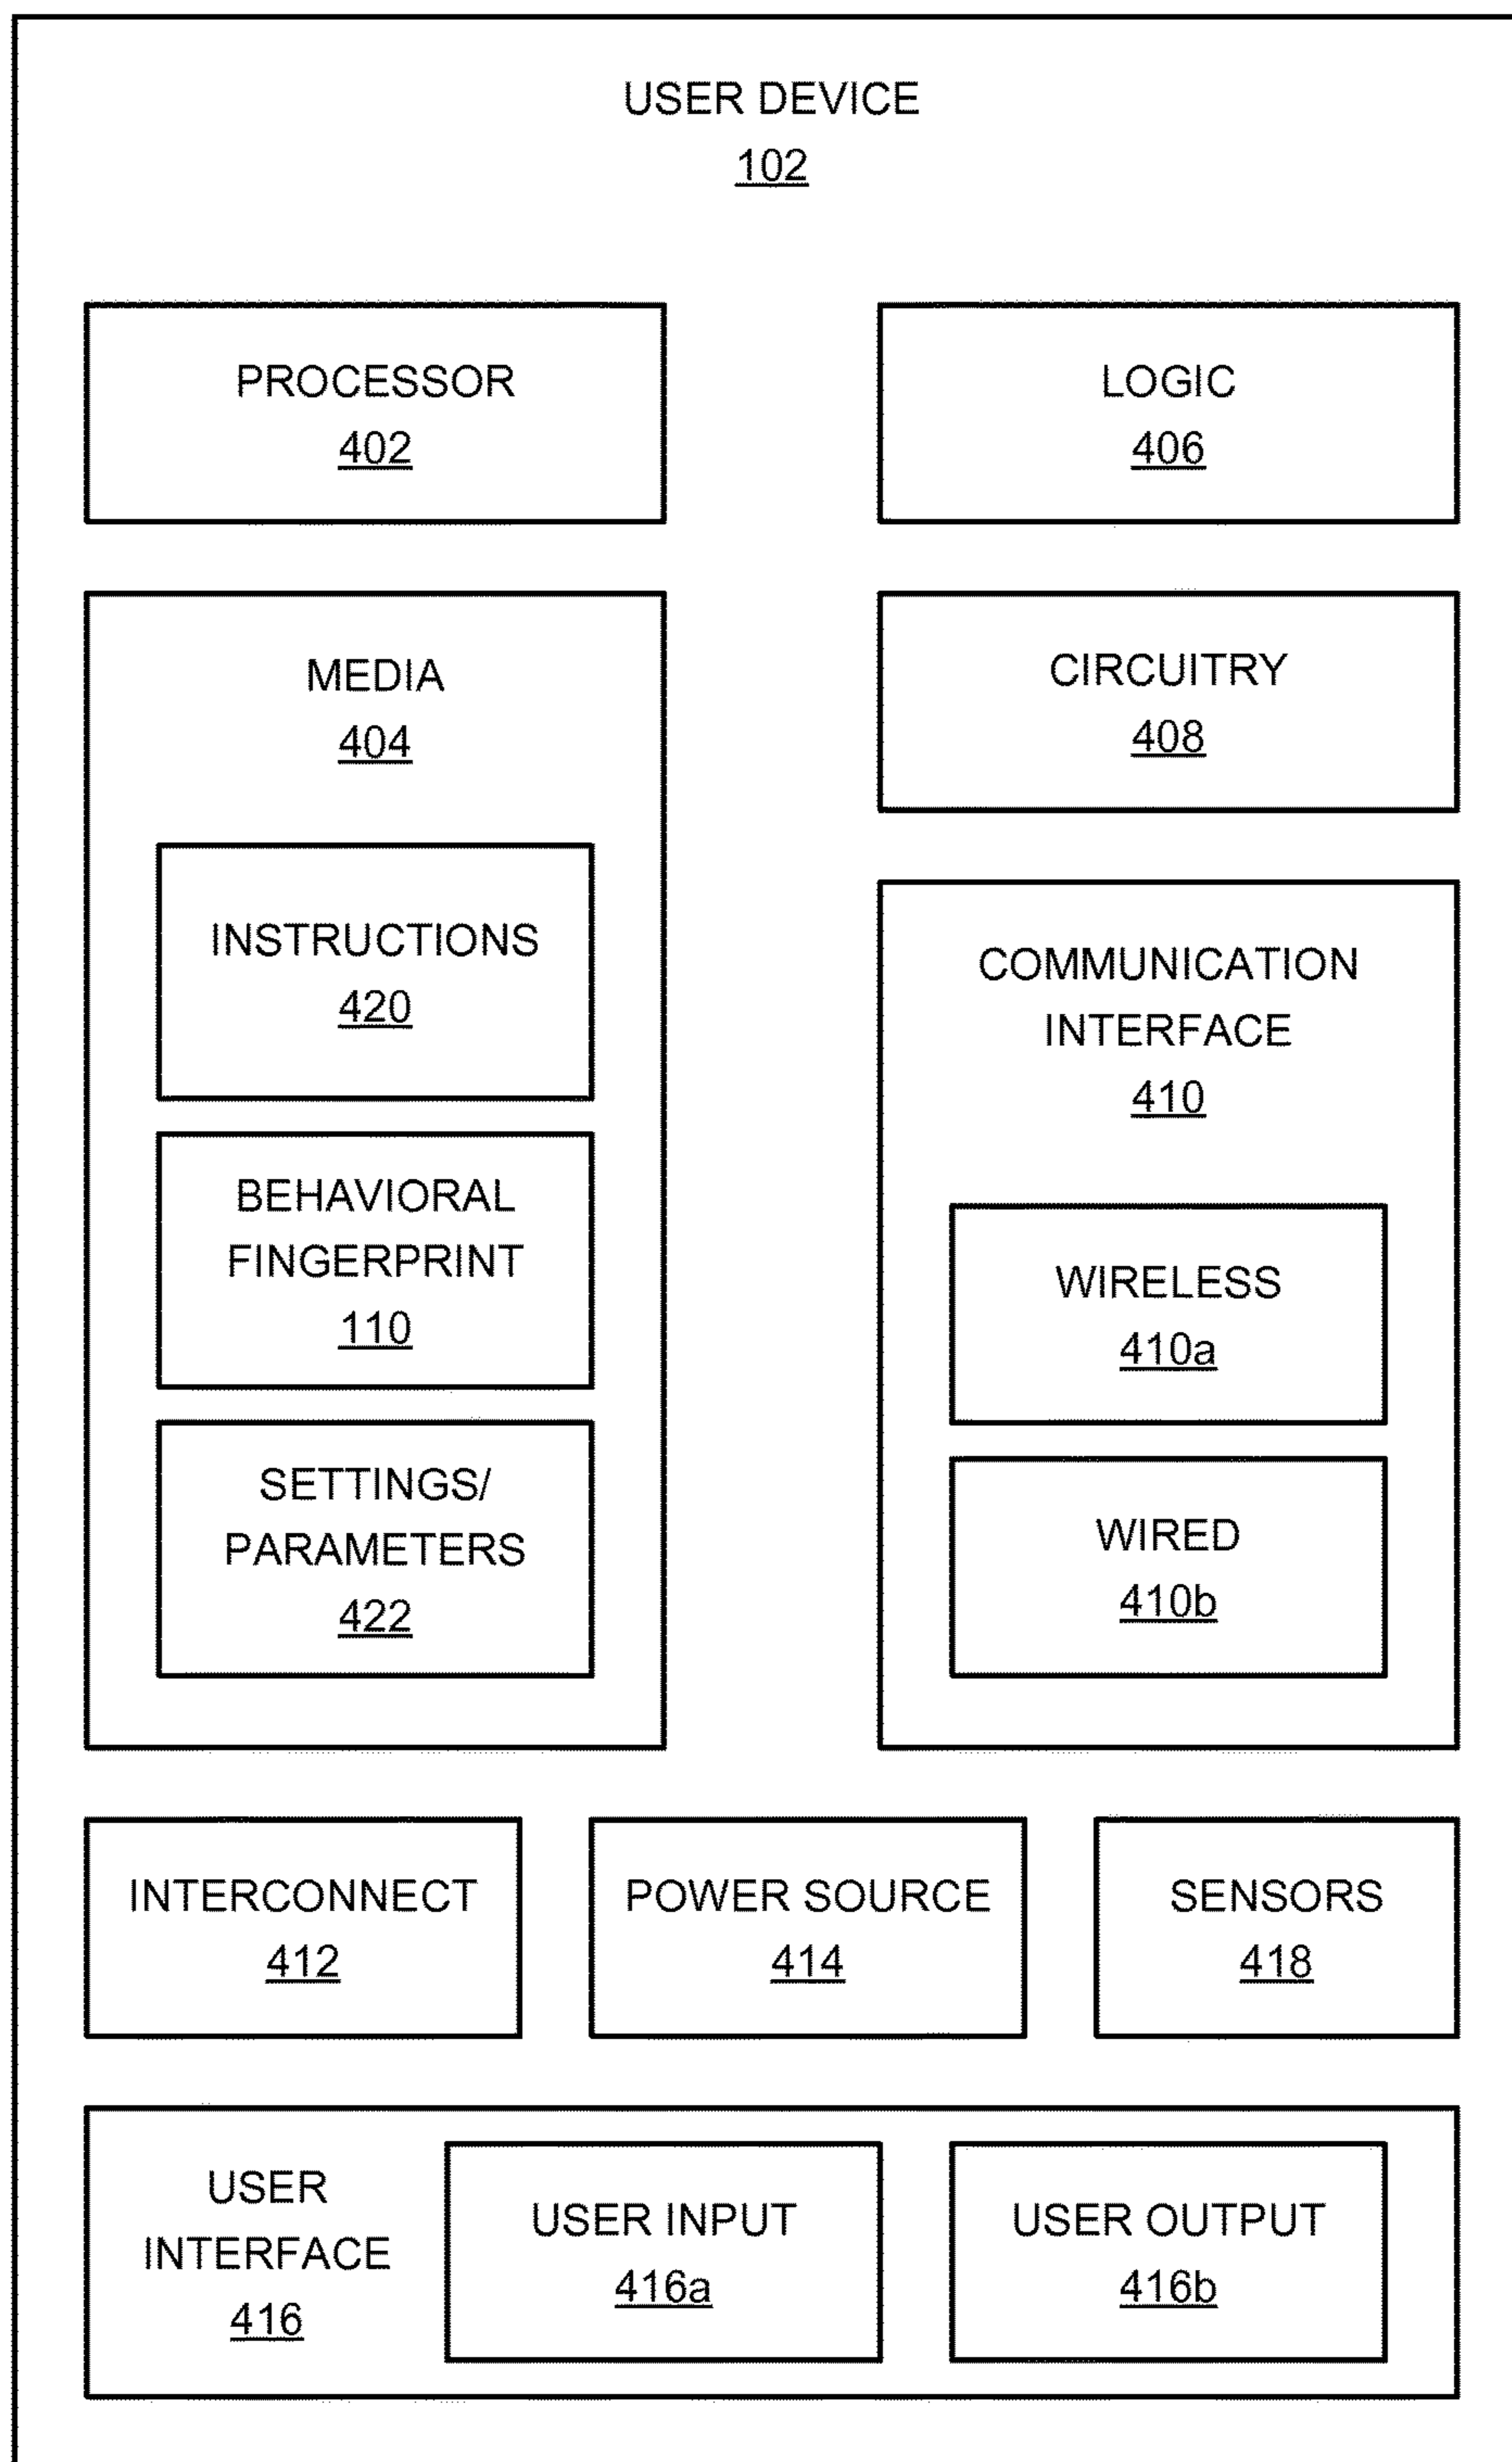 USER DEVICE
102
PROCESSOR
402
LOGIC
406
MEDIA
404
INSTRUCTIONS
420
BEHAVIORAL
FINGERPRINT
110
SETTINGS/
PARAMETERS
422
CIRCUITRY
408
COMMUNICATION
INTERFACE
410
WIRELESS
410a
WIRED
410b
INTERCONNECT
412
POWER SOURCE
414
SENSORS
418
USER
INTERFACE
416
USER INPUT
416a
USER OUTPUT
416b